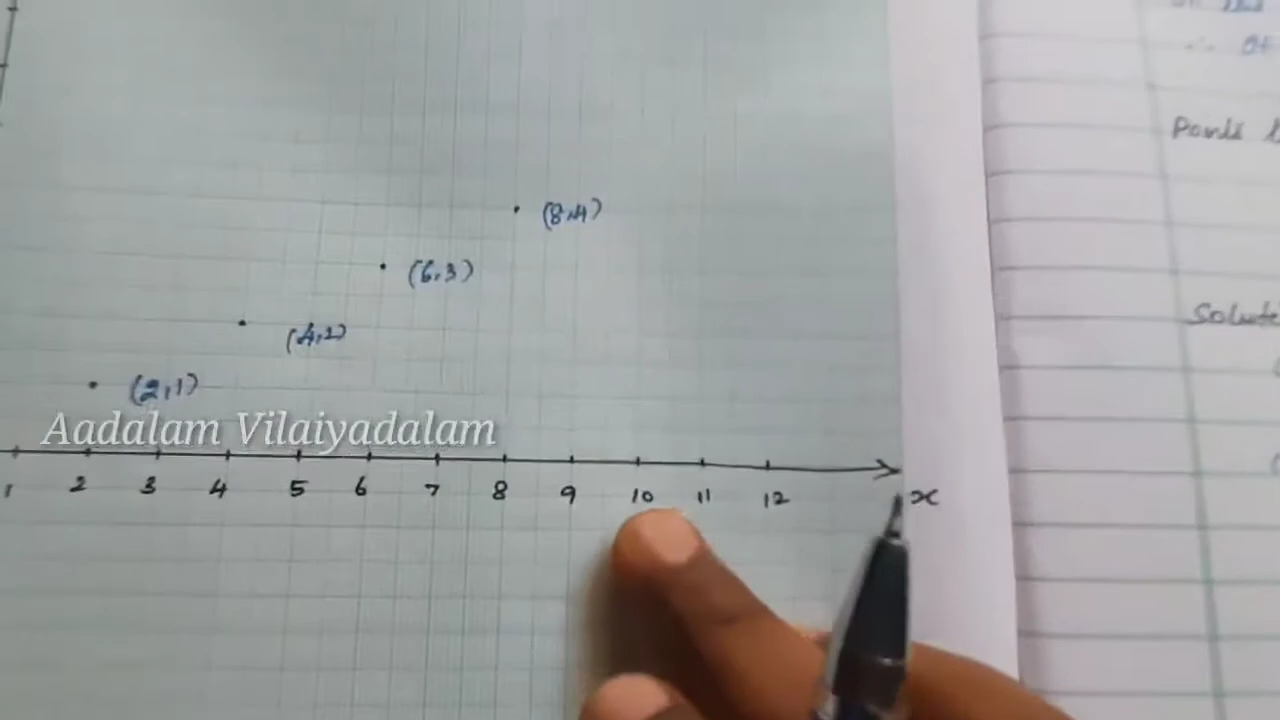 (8,4)
(6,3)
(4,2)
(2,1)
Aadalam Vilaiyadalam
1 2 3 4 5 6 7 8 9 10 11 12 x
Points